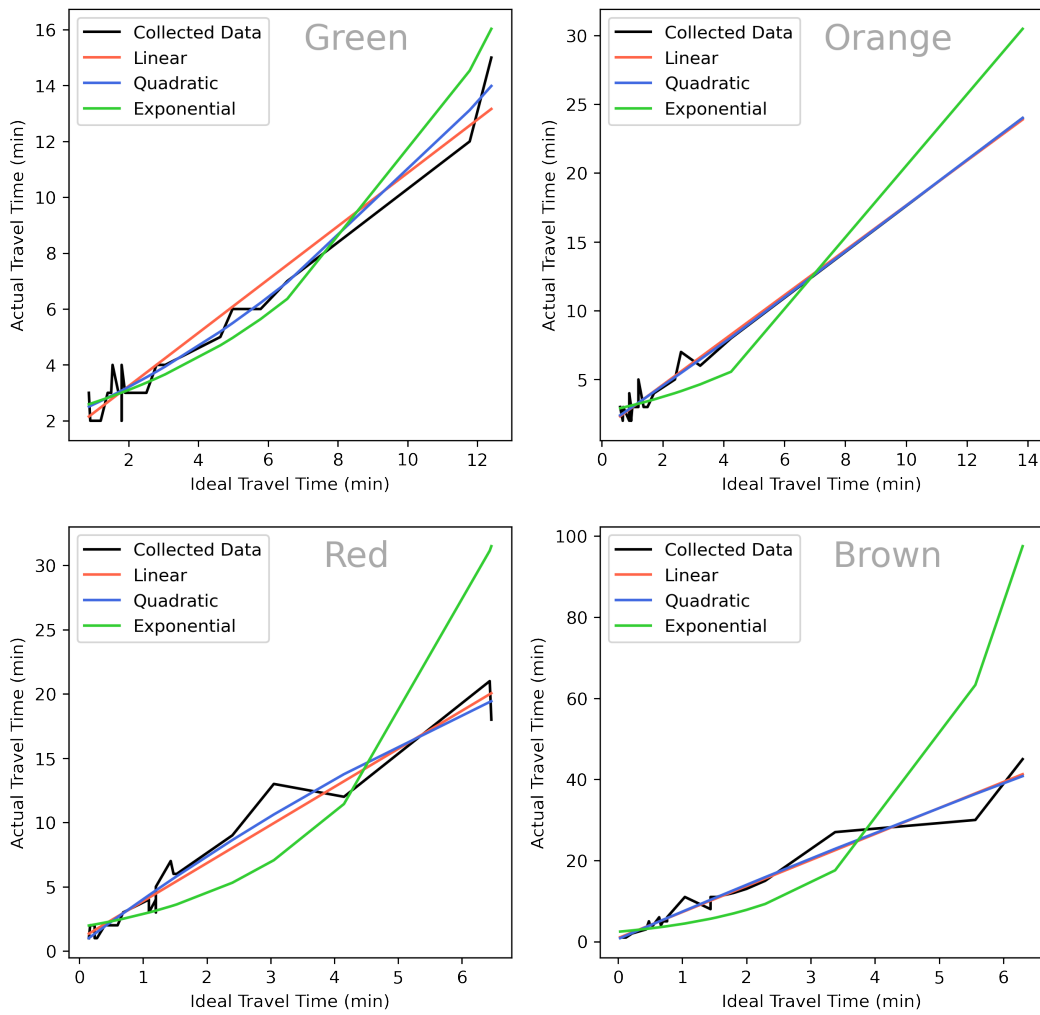 Green
Collected Data
Linear
Quadratic
Exponential
16
14
12
10
8
6
4
2
2 4 6 8 10 12
Actual Travel Time (min)
Ideal Travel Time (min)
Orange
Collected Data
Linear
Quadratic
Exponential
30
25
20
15
10
5
0 2 4 6 8 10 12 14
Actual Travel Time (min)
Ideal Travel Time (min)
Red
Collected Data
Linear
Quadratic
Exponential
30
25
20
15
10
5
0
0 1 2 3 4 5 6
Actual Travel Time (min)
Ideal Travel Time (min)
Brown
Collected Data
Linear
Quadratic
Exponential
100
80
60
40
20
0
0 1 2 3 4 5 6
Actual Travel Time (min)
Ideal Travel Time (min)